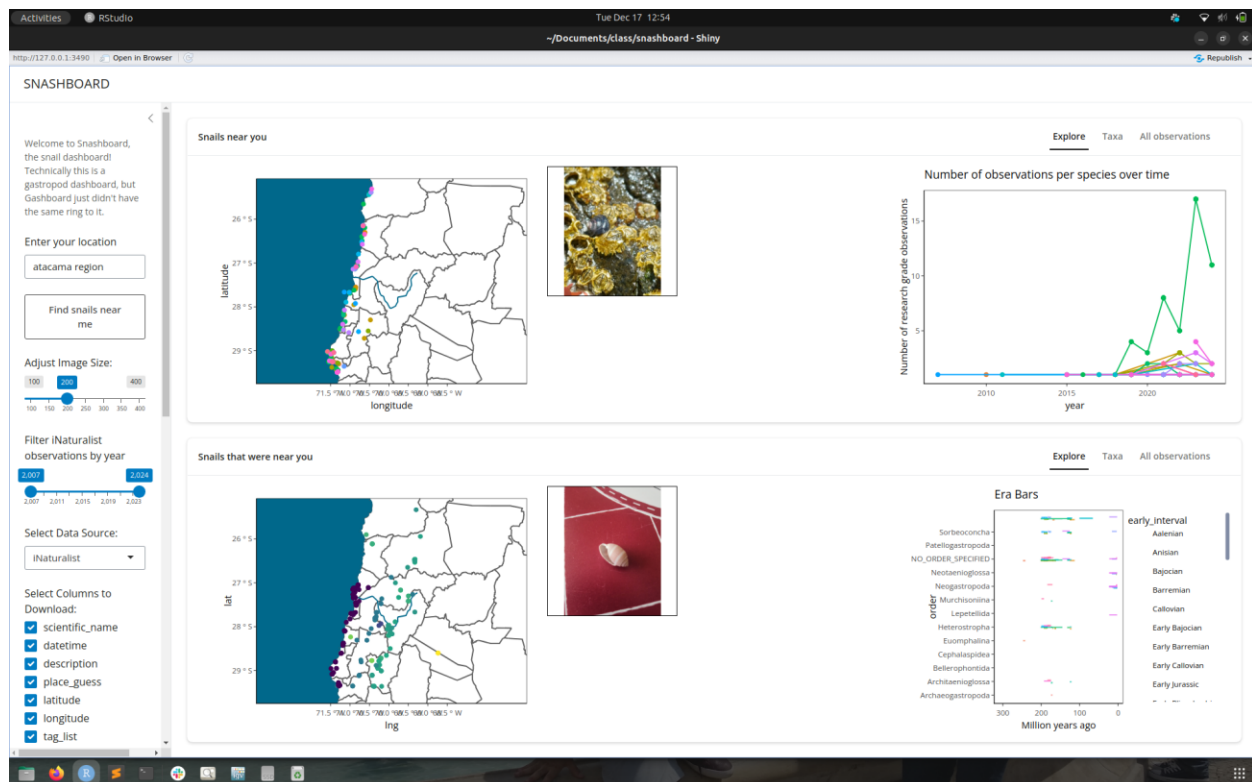 Activities
RStudio
Tue Dec 17 12:54
~/Documents/class/snashboard - Shiny
http://127.0.0.1:3490
Open in Browser
Republish
SNASHBOARD
Welcome to Snashboard,
the snail dashboard!
Technically this is a
gastropod dashboard, but
Gashboard just didn't have
the same ring to it.
Enter your location
atacama region
Find snails near
me
Adjust Image Size:
100 200 400
100 150 200 250 300 350 400
Filter iNaturalist
observations by year
2,007 2,024
2,007 2,011 2,015 2,019 2,023
Select Data Source:
iNaturalist
Select Columns to
Download:
scientific_name
datetime
description
place_guess
latitude
longitude
tag_list
Snails near you
Explore Taxa All observations
latitude
26 ° S
27 ° S
28 ° S
29 ° S
longitude
Number of observations per species over time
Number of research grade observations
15
10
5
2010 2015 2020
year
Snails that were near you
Explore Taxa All observations
lat
26 ° S
27 ° S
28 ° S
29 ° S
lng
Era Bars
order
Sorbeoconcha
Patellogastropoda
NO_ORDER_SPECIFIED
Neotaenioglossa
Neogastropoda
Murchisoniina
Lepetellida
Heterostropha
Euomphalina
Cephalaspidea
Bellerophontida
Architaenioglossa
Archaeogastropoda
300 200 100 0
Million years ago
early_interval
Aalenian
Anisian
Bajocian
Barremian
Callovian
Early Bajocian
Early Barremian
Early Callovian
Early Jurassic